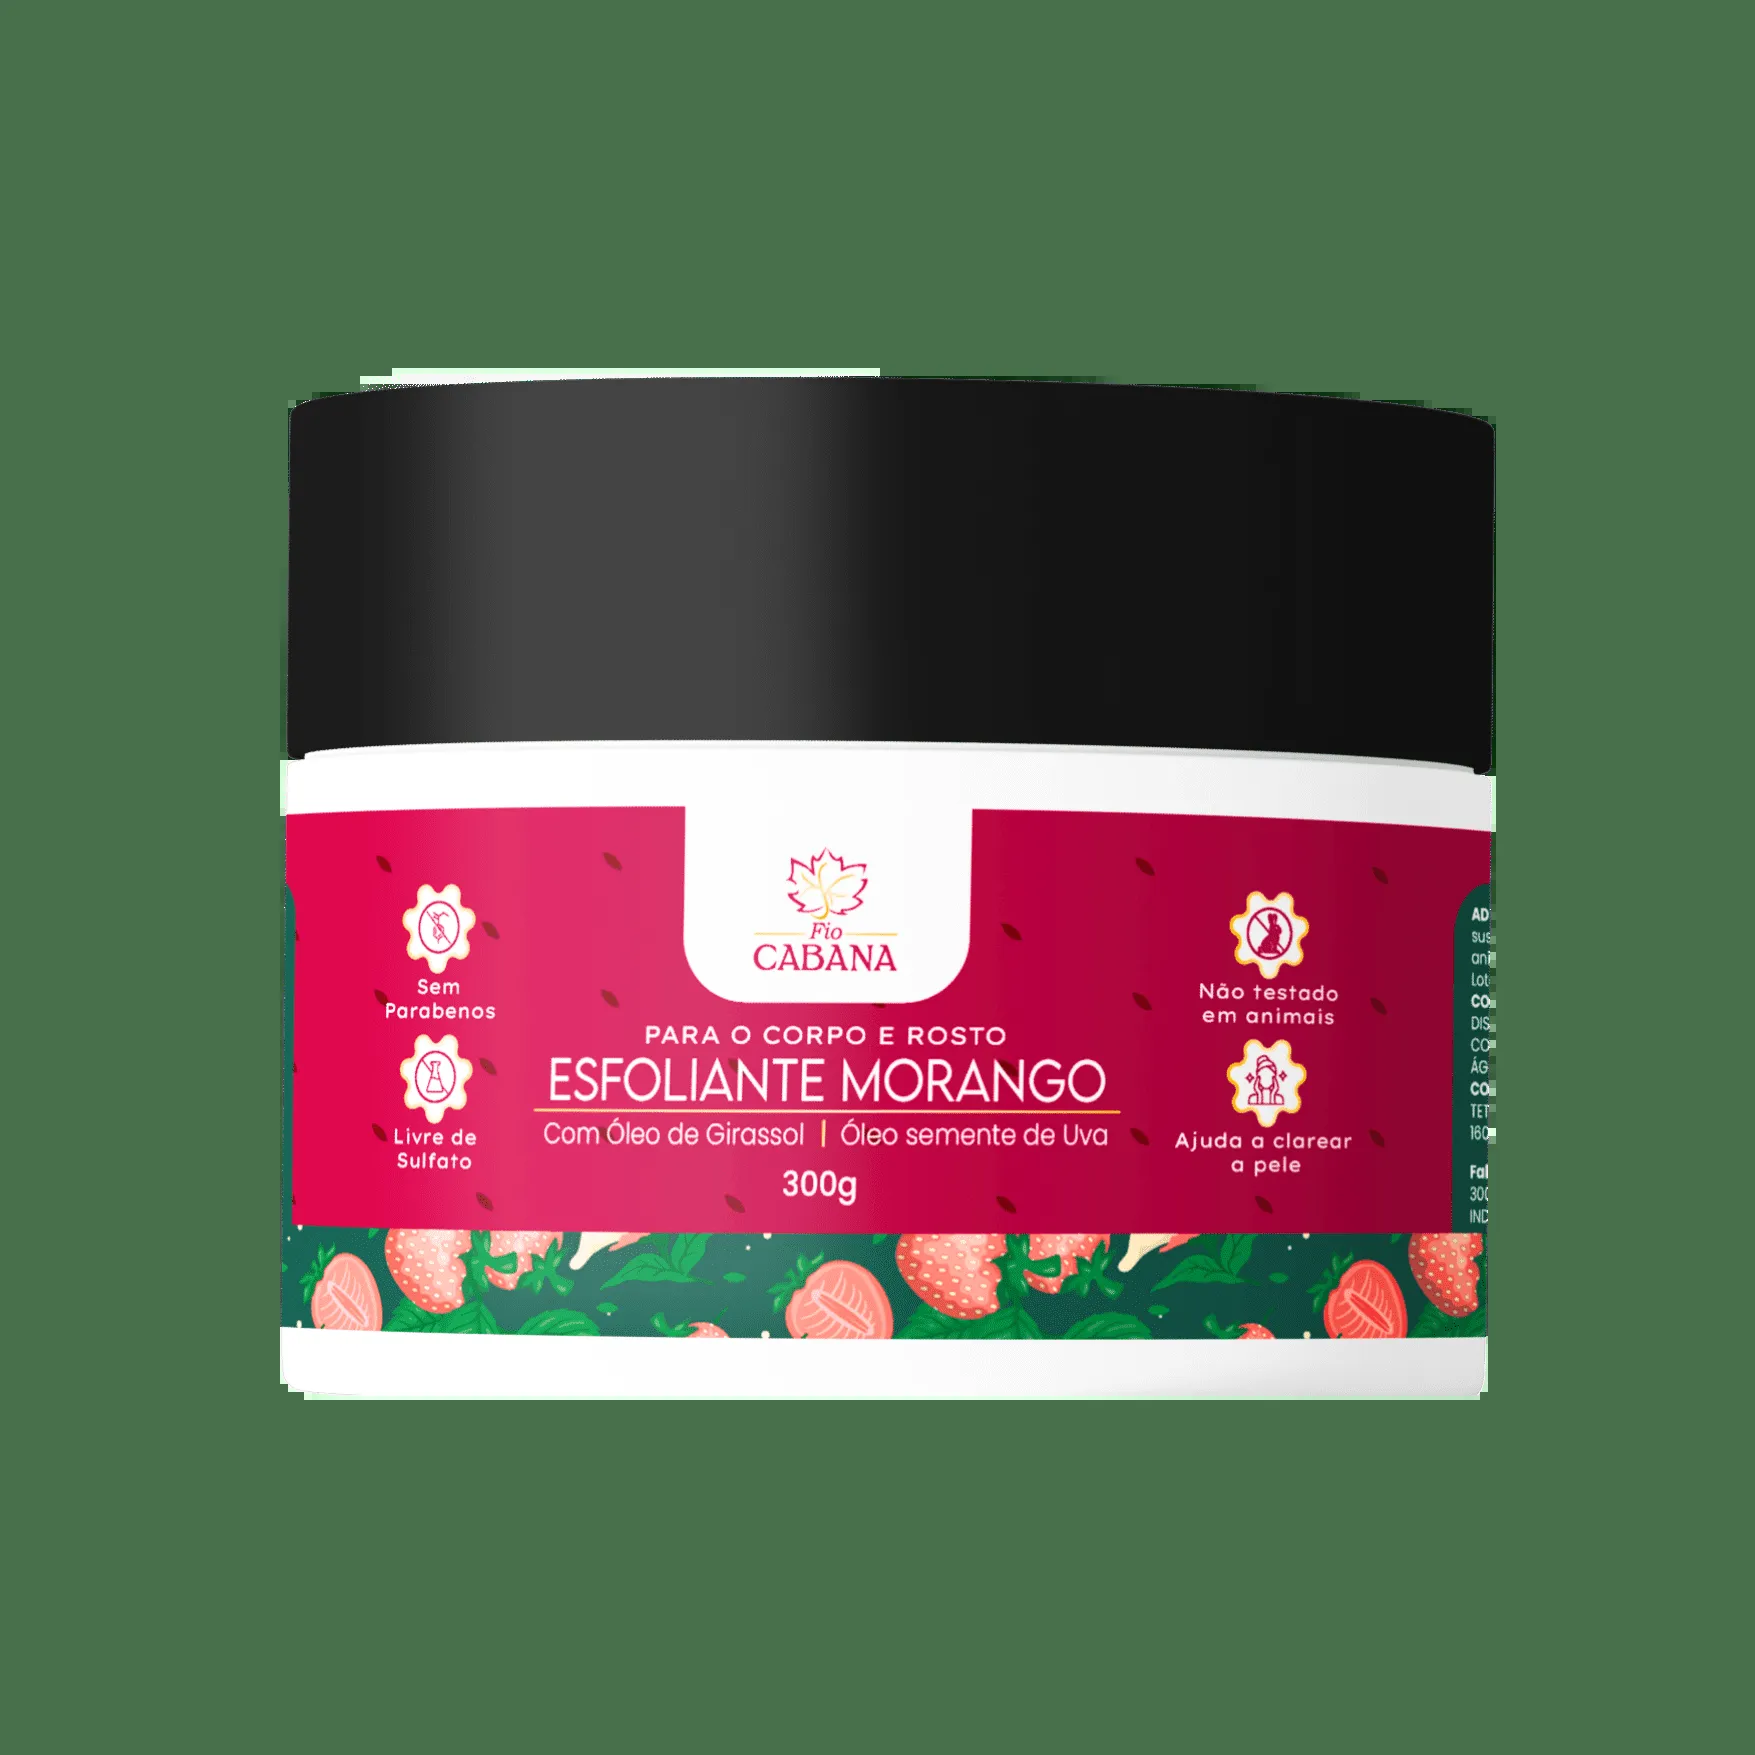 Fio
CABANA
PARA O CORPO E ROSTO
ESFOLIANTE MORANGO
Com Óleo de Girassol | Óleo semente de Uva
300g
Sem
Parabenos
Livre de
Sulfato
Não testado
em animais
Ajuda a clarear
a pele